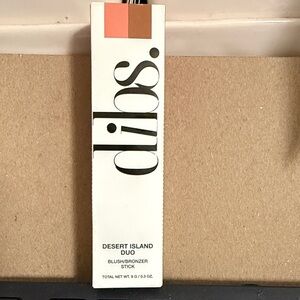 dibs.
DESERT ISLAND
DUO
BLUSH/BRONZER
STICK
TOTAL NET WT. 9 G / 0.3 OZ.